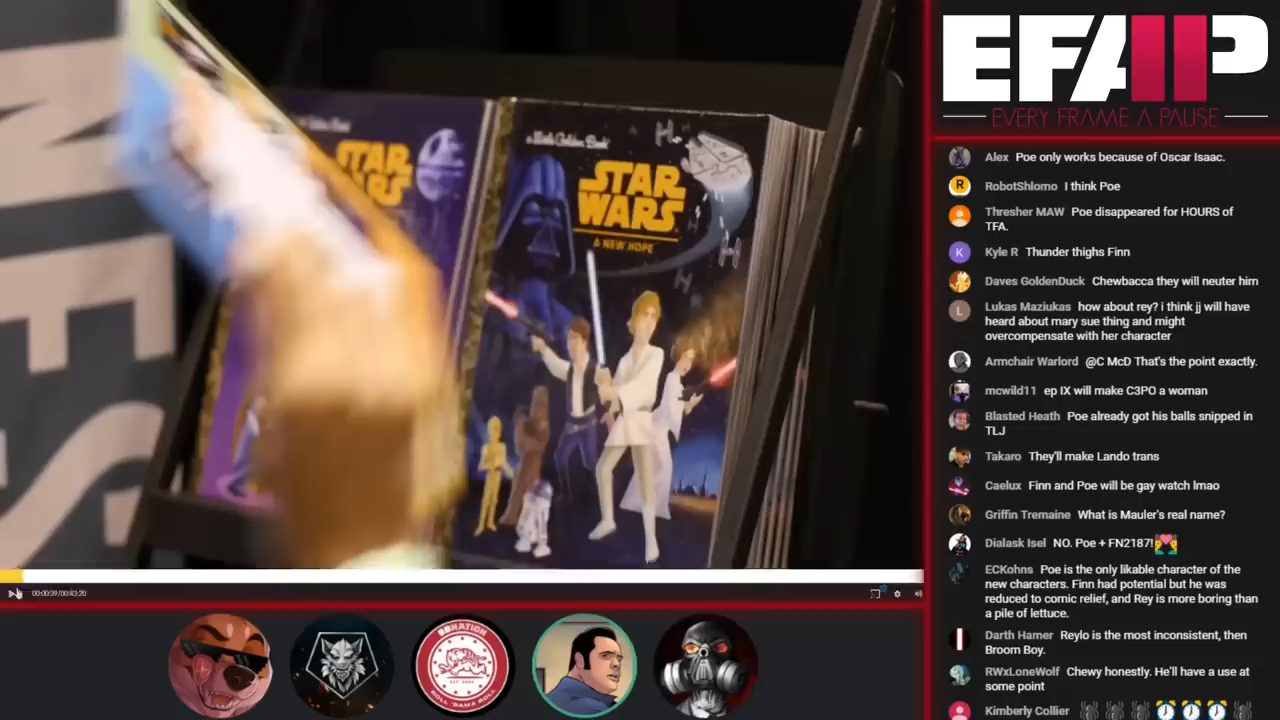 EFAP
EVERY FRAME A PAUSE
a Little Golden Book
STAR
WARS
STAR
WARS
A NEW HOPE
00:00:39/00:43:20
BBNATION
ROLL 'DAMA ROLL
Alex Poe only works because of Oscar Isaac.
RobotShlomo I think Poe
Thresher MAW Poe disappeared for HOURS of
TFA.
Kyle R Thunder thighs Finn
Daves GoldenDuck Chewbacca they will neuter him
Lukas Maziukas how about rey? i think jj will have
heard about mary sue thing and might
overcompensate with her character
Armchair Warlord @C McD That's the point exactly.
mcwild11 ep IX will make C3PO a woman
Blasted Heath Poe already got his balls snipped in
TLJ
Takaro They'll make Lando trans
Caelux Finn and Poe will be gay watch lmao
Griffin Tremaine What is Mauler's real name?
Dialask Isel NO. Poe + FN2187!
ECKohns Poe is the only likable character of the
new characters. Finn had potential but he was
reduced to comic relief, and Rey is more boring than
a pile of lettuce.
Darth Hamer Reylo is the most inconsistent, then
Broom Boy.
RWxLoneWolf Chewy honestly. He'll have a use at
some point
Kimberly Collier